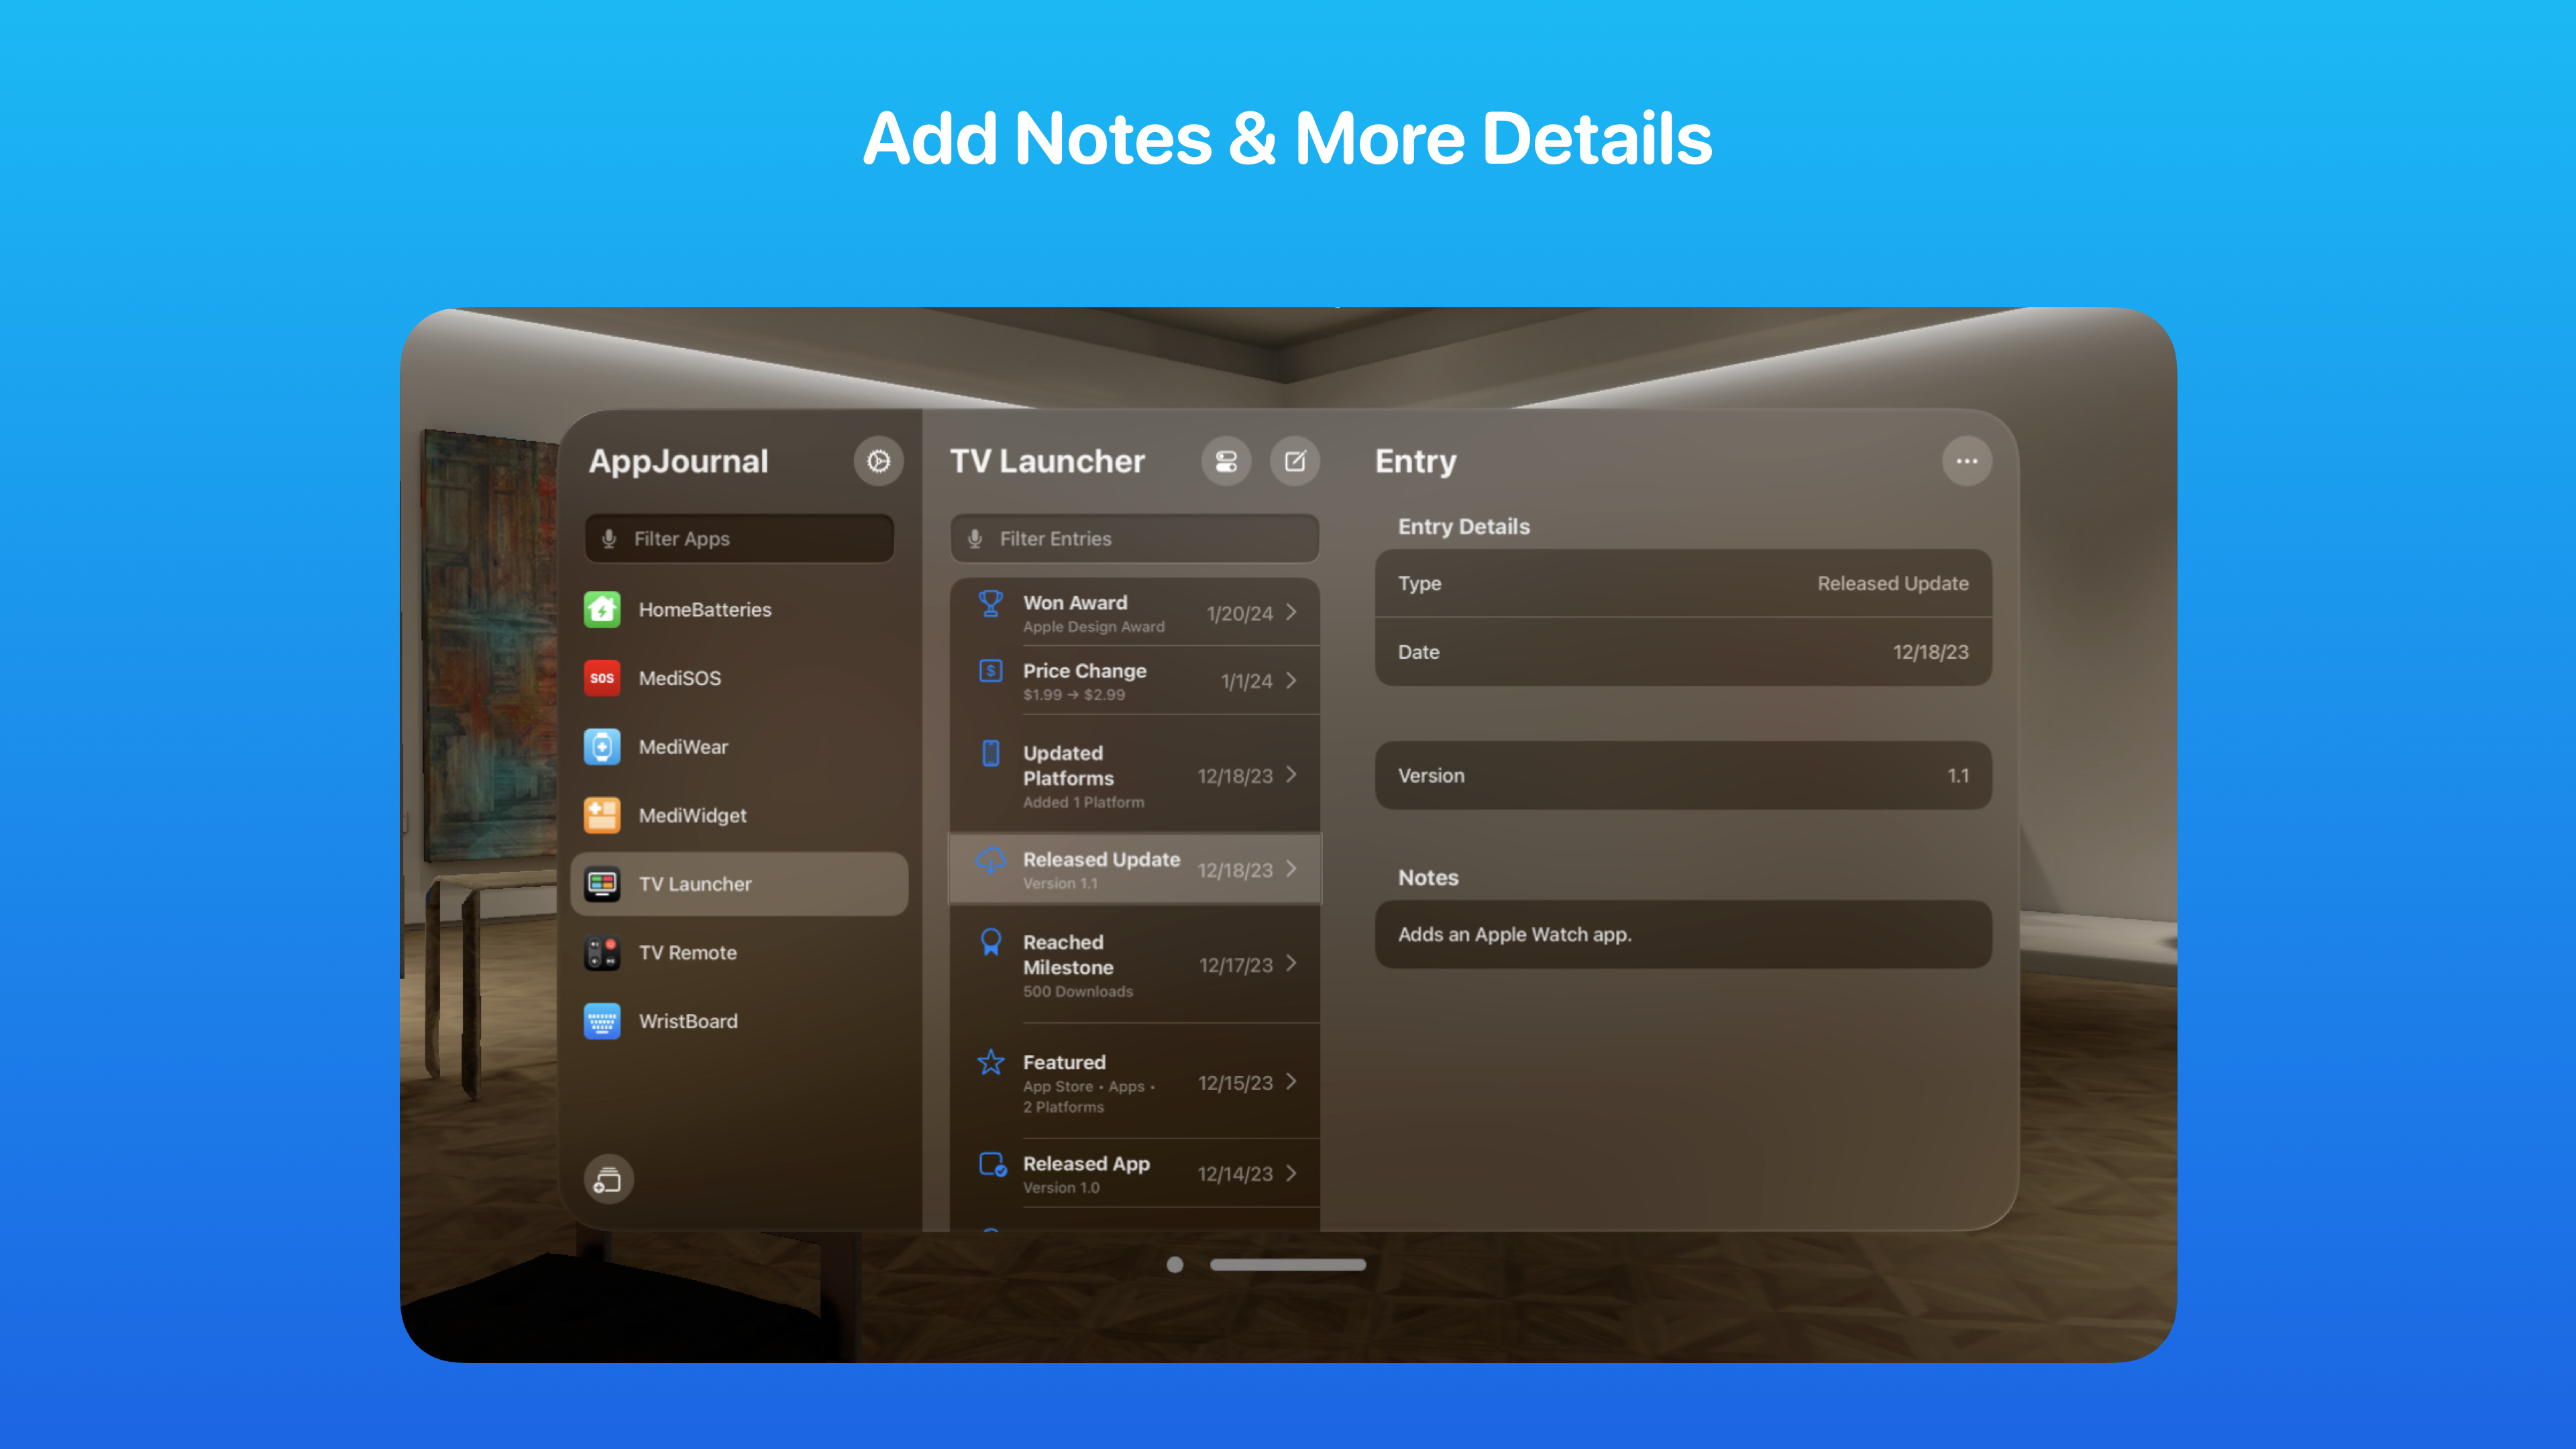 Add Notes & More Details
AppJournal
Filter Apps
HomeBatteries
SOS
MediSOS
MediWear
MediWidget
TV Launcher
TV Remote
WristBoard
TV Launcher
Filter Entries
Won Award
Apple Design Award
1/20/24
$
Price Change
$1.99 → $2.99
1/1/24
Updated
Platforms
Added 1 Platform
12/18/23
Released Update
Version 1.1
12/18/23
Reached
Milestone
500 Downloads
12/17/23
Featured
App Store • Apps •
2 Platforms
12/15/23
Released App
Version 1.0
12/14/23
Entry
Entry Details
Type
Released Update
Date
12/18/23
Version
1.1
Notes
Adds an Apple Watch app.